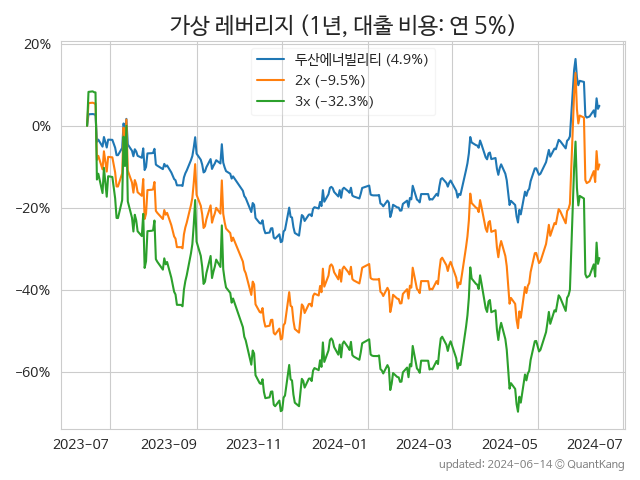 가상 레버리지 (1년, 대출 비용: 연 5%)
두산에너빌리티 (4.9%)
2x (−9.5%)
3x (−32.3%)
20%
0%
−20%
−40%
−60%
2023-07 2023-09 2023-11 2024-01 2024-03 2024-05 2024-07
updated: 2024-06-14 © QuantKang